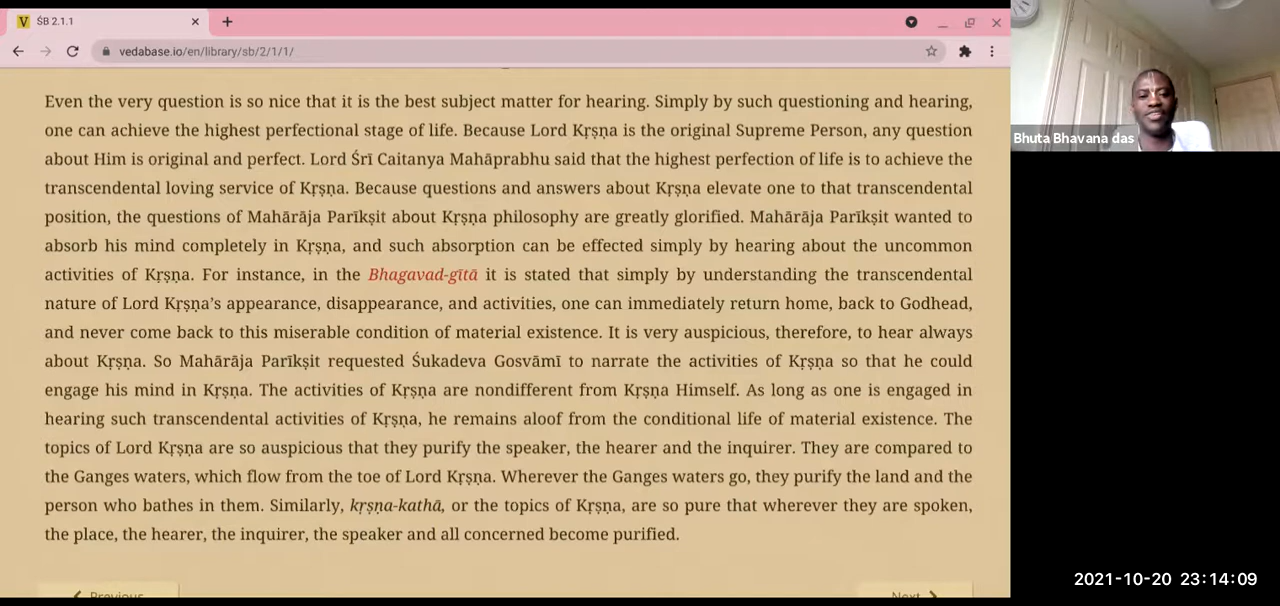 V ŚB 2.1.1
vedabase.io/en/library/sb/2/1/1/
Even the very question is so nice that it is the best subject matter for hearing. Simply by such questioning and hearing,
one can achieve the highest perfectional stage of life. Because Lord Kṛṣṇa is the original Supreme Person, any question
about Him is original and perfect. Lord Śrī Caitanya Mahāprabhu said that the highest perfection of life is to achieve the
transcendental loving service of Kṛṣṇa. Because questions and answers about Kṛṣṇa elevate one to that transcendental
position, the questions of Mahārāja Parīkṣit about Kṛṣṇa philosophy are greatly glorified. Mahārāja Parīkṣit wanted to
absorb his mind completely in Kṛṣṇa, and such absorption can be effected simply by hearing about the uncommon
activities of Kṛṣṇa. For instance, in the Bhagavad-gītā it is stated that simply by understanding the transcendental
nature of Lord Kṛṣṇa’s appearance, disappearance, and activities, one can immediately return home, back to Godhead,
and never come back to this miserable condition of material existence. It is very auspicious, therefore, to hear always
about Kṛṣṇa. So Mahārāja Parīkṣit requested Śukadeva Gosvāmī to narrate the activities of Kṛṣṇa so that he could
engage his mind in Kṛṣṇa. The activities of Kṛṣṇa are nondifferent from Kṛṣṇa Himself. As long as one is engaged in
hearing such transcendental activities of Kṛṣṇa, he remains aloof from the conditional life of material existence. The
topics of Lord Kṛṣṇa are so auspicious that they purify the speaker, the hearer and the inquirer. They are compared to
the Ganges waters, which flow from the toe of Lord Kṛṣṇa. Wherever the Ganges waters go, they purify the land and the
person who bathes in them. Similarly, kṛṣṇa-kathā, or the topics of Kṛṣṇa, are so pure that wherever they are spoken,
the place, the hearer, the inquirer, the speaker and all concerned become purified.
Previous
Next
Bhuta Bhavana das
2021-10-20 23:14:09